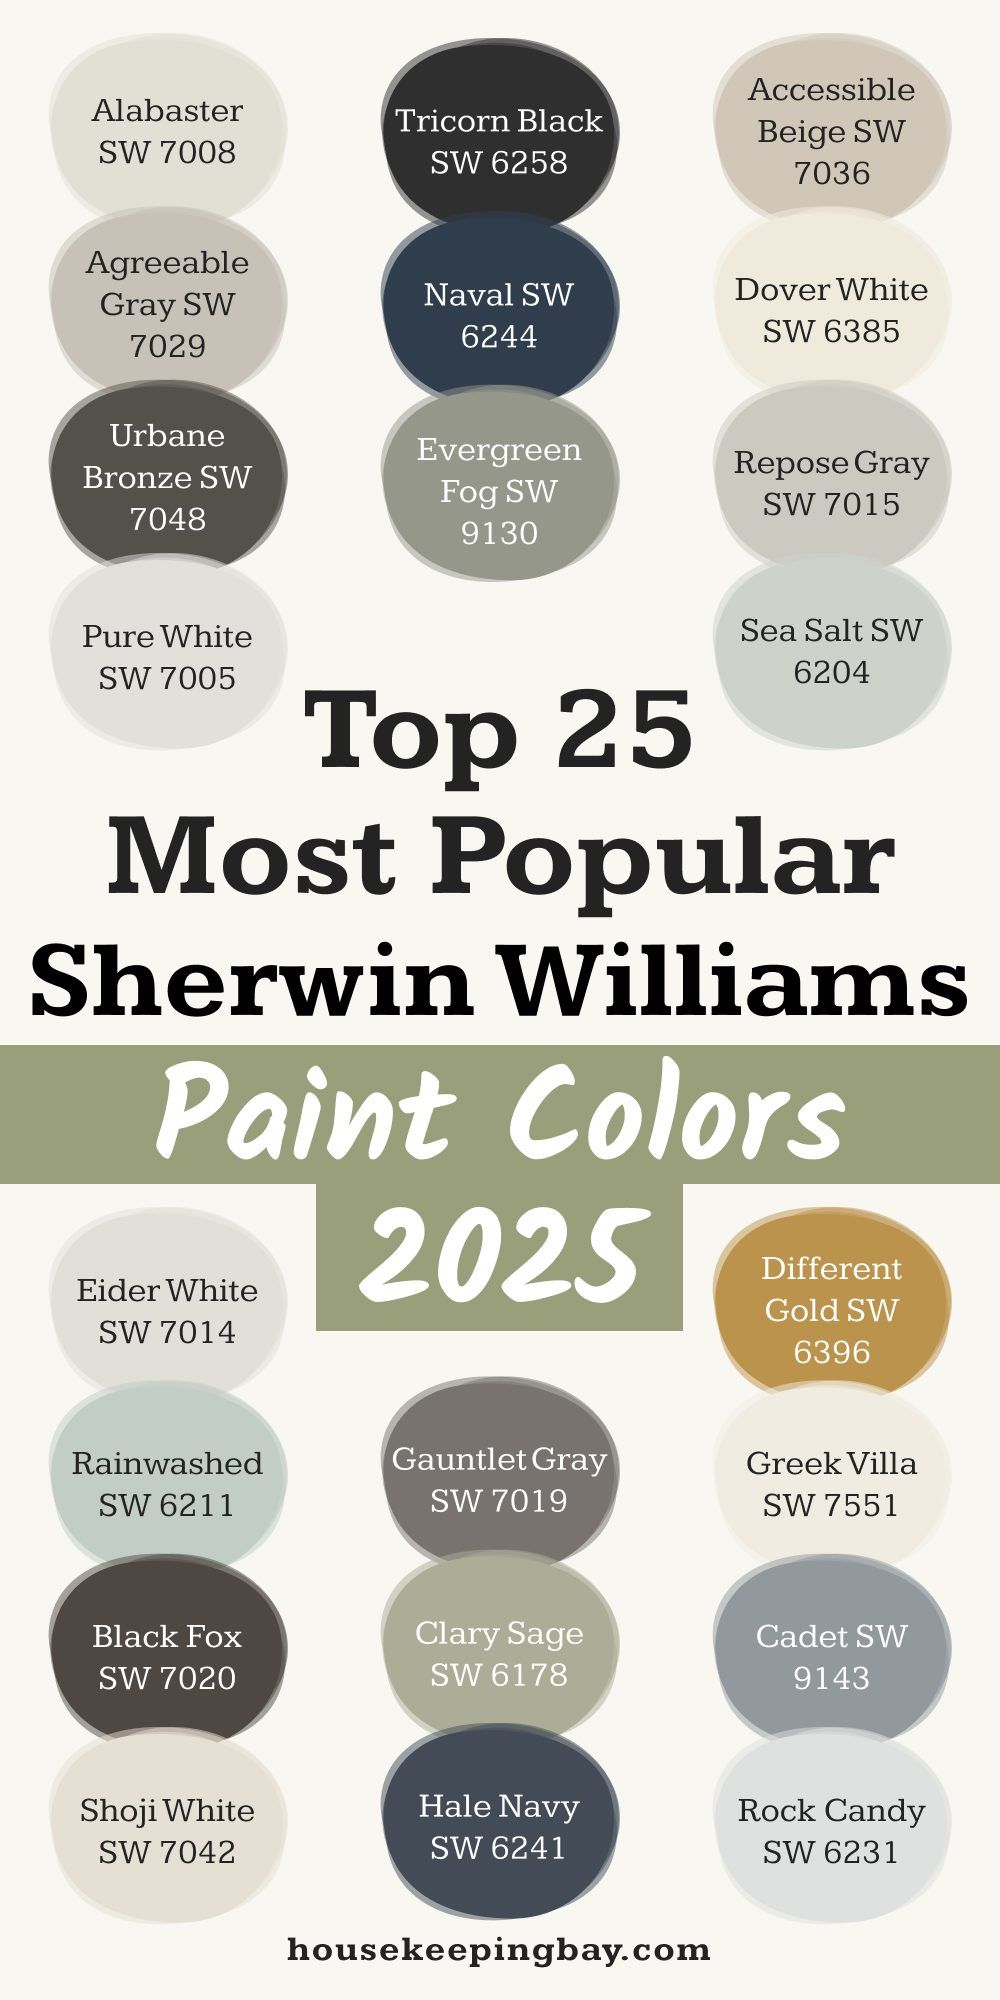 Alabaster
SW 7008
Tricorn Black
SW 6258
Accessible
Beige SW
7036
Agreeable
Gray SW
7029
Naval SW
6244
Dover White
SW 6385
Urbane
Bronze SW
7048
Evergreen
Fog SW
9130
Repose Gray
SW 7015
Pure White
SW 7005
Sea Salt SW
6204
Top 25
Most Popular
Sherwin Williams
Paint Colors
2025
Eider White
SW 7014
Different
Gold SW
6396
Rainwashed
SW 6211
Gauntlet Gray
SW 7019
Greek Villa
SW 7551
Black Fox
SW 7020
Clary Sage
SW 6178
Cadet SW
9143
Shoji White
SW 7042
Hale Navy
SW 6241
Rock Candy
SW 6231
housekeepingbay.com